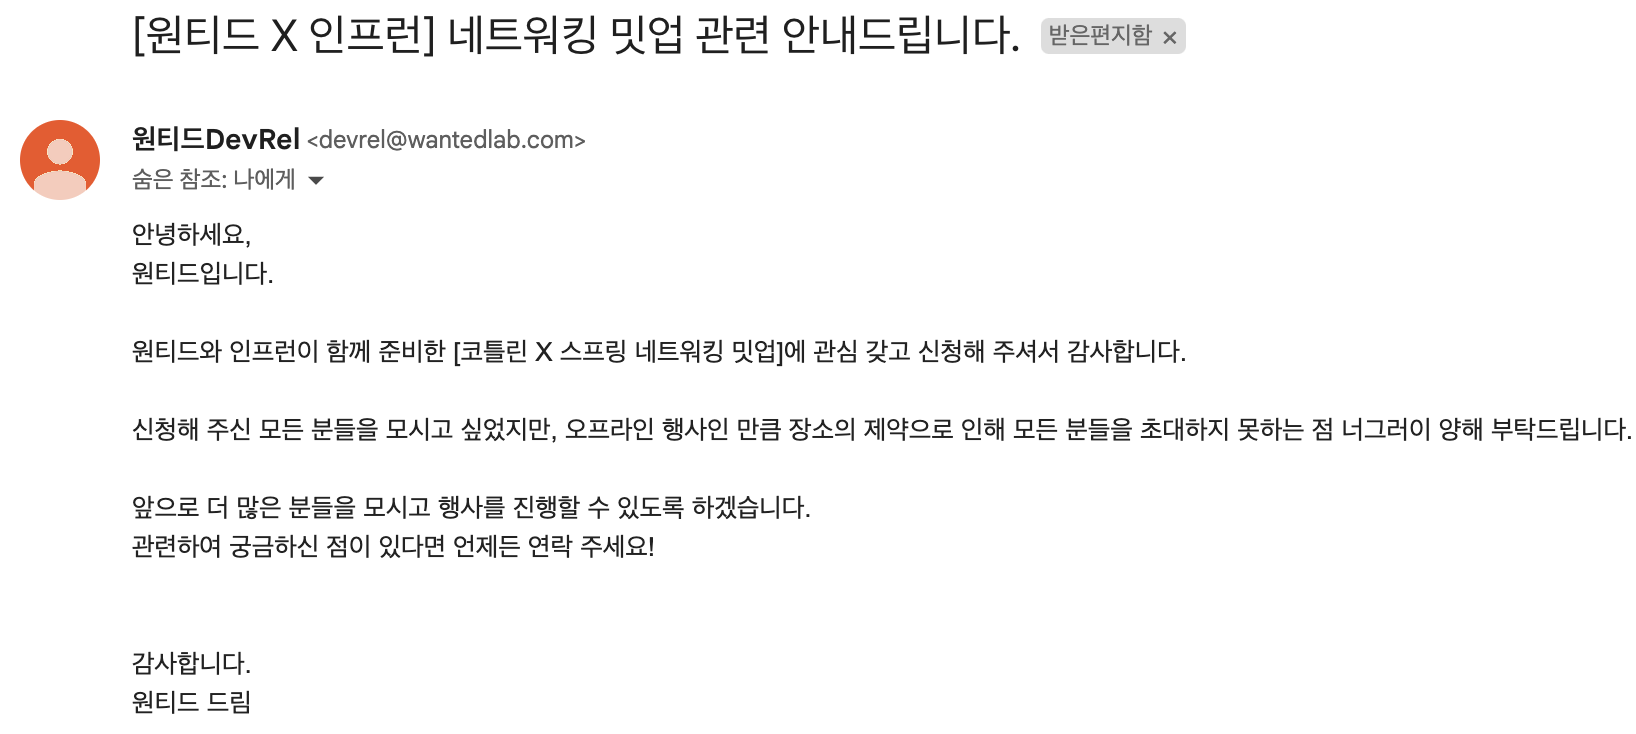 [원티드 X 인프런] 네트워킹 밋업 관련 안내드립니다. 받은편지함 ×
원티드DevRel <devrel@wantedlab.com>
숨은 참조: 나에게
안녕하세요,
원티드입니다.
원티드와 인프런이 함께 준비한 [코틀린 X 스프링 네트워킹 밋업]에 관심 갖고 신청해 주셔서 감사합니다.
신청해 주신 모든 분들을 모시고 싶었지만, 오프라인 행사인 만큼 장소의 제약으로 인해 모든 분들을 초대하지 못하는 점 너그러이 양해 부탁드립니다.
앞으로 더 많은 분들을 모시고 행사를 진행할 수 있도록 하겠습니다.
관련하여 궁금하신 점이 있다면 언제든 연락 주세요!
감사합니다.
원티드 드림